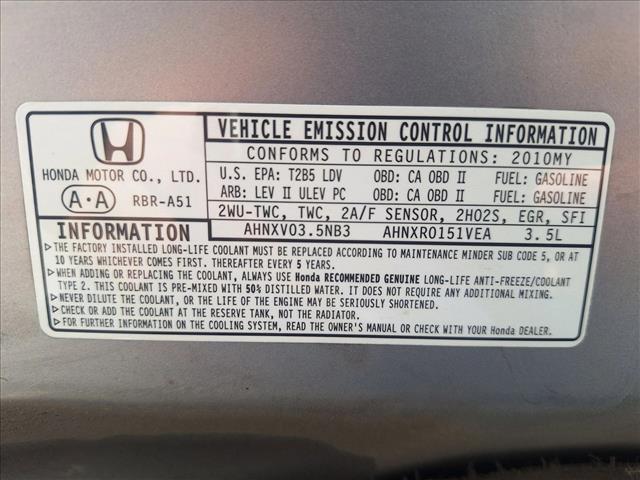 VEHICLE EMISSION CONTROL INFORMATION
CONFORMS TO REGULATIONS: 2010MY
HONDA MOTOR CO., LTD.
U.S. EPA: T2B5 LDV OBD: CA OBD II FUEL: GASOLINE
ARB: LEV II ULEV PC OBD: CA OBD II FUEL: GASOLINE
A·A RBR-A51
2WU-TWC, TWC, 2A/F SENSOR, 2HO2S, EGR, SFI
INFORMATION
AHNXV03.5NB3 AHNXR0151VEA 3.5L
▷THE FACTORY INSTALLED LONG-LIFE COOLANT MUST BE REPLACED ACCORDING TO MAINTENANCE MINDER SUB CODE 5, OR AT
10 YEARS WHICHEVER COMES FIRST. THEREAFTER EVERY 5 YEARS.
▷WHEN ADDING OR REPLACING THE COOLANT, ALWAYS USE Honda RECOMMENDED GENUINE LONG-LIFE ANTI-FREEZE/COOLANT
TYPE 2. THIS COOLANT IS PRE-MIXED WITH 50% DISTILLED WATER. IT DOES NOT REQUIRE ANY ADDITIONAL MIXING.
▷NEVER DILUTE THE COOLANT, OR THE LIFE OF THE ENGINE MAY BE SERIOUSLY SHORTENED.
▷CHECK OR ADD THE COOLANT AT THE RESERVE TANK, NOT THE RADIATOR.
▷FOR FURTHER INFORMATION ON THE COOLING SYSTEM, READ THE OWNER'S MANUAL OR CHECK WITH YOUR Honda DEALER.